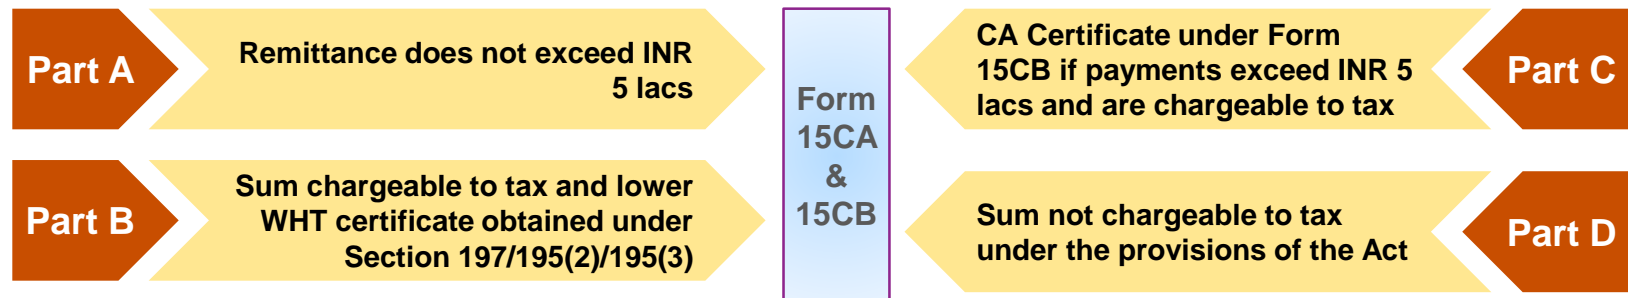 Part A
Remittance does not exceed INR
5 lacs
Part B
Sum chargeable to tax and lower
WHT certificate obtained under
Section 197/195(2)/195(3)
Form
15CA
&
15CB
CA Certificate under Form
15CB if payments exceed INR 5
lacs and are chargeable to tax
Part C
Sum not chargeable to tax
under the provisions of the Act
Part D